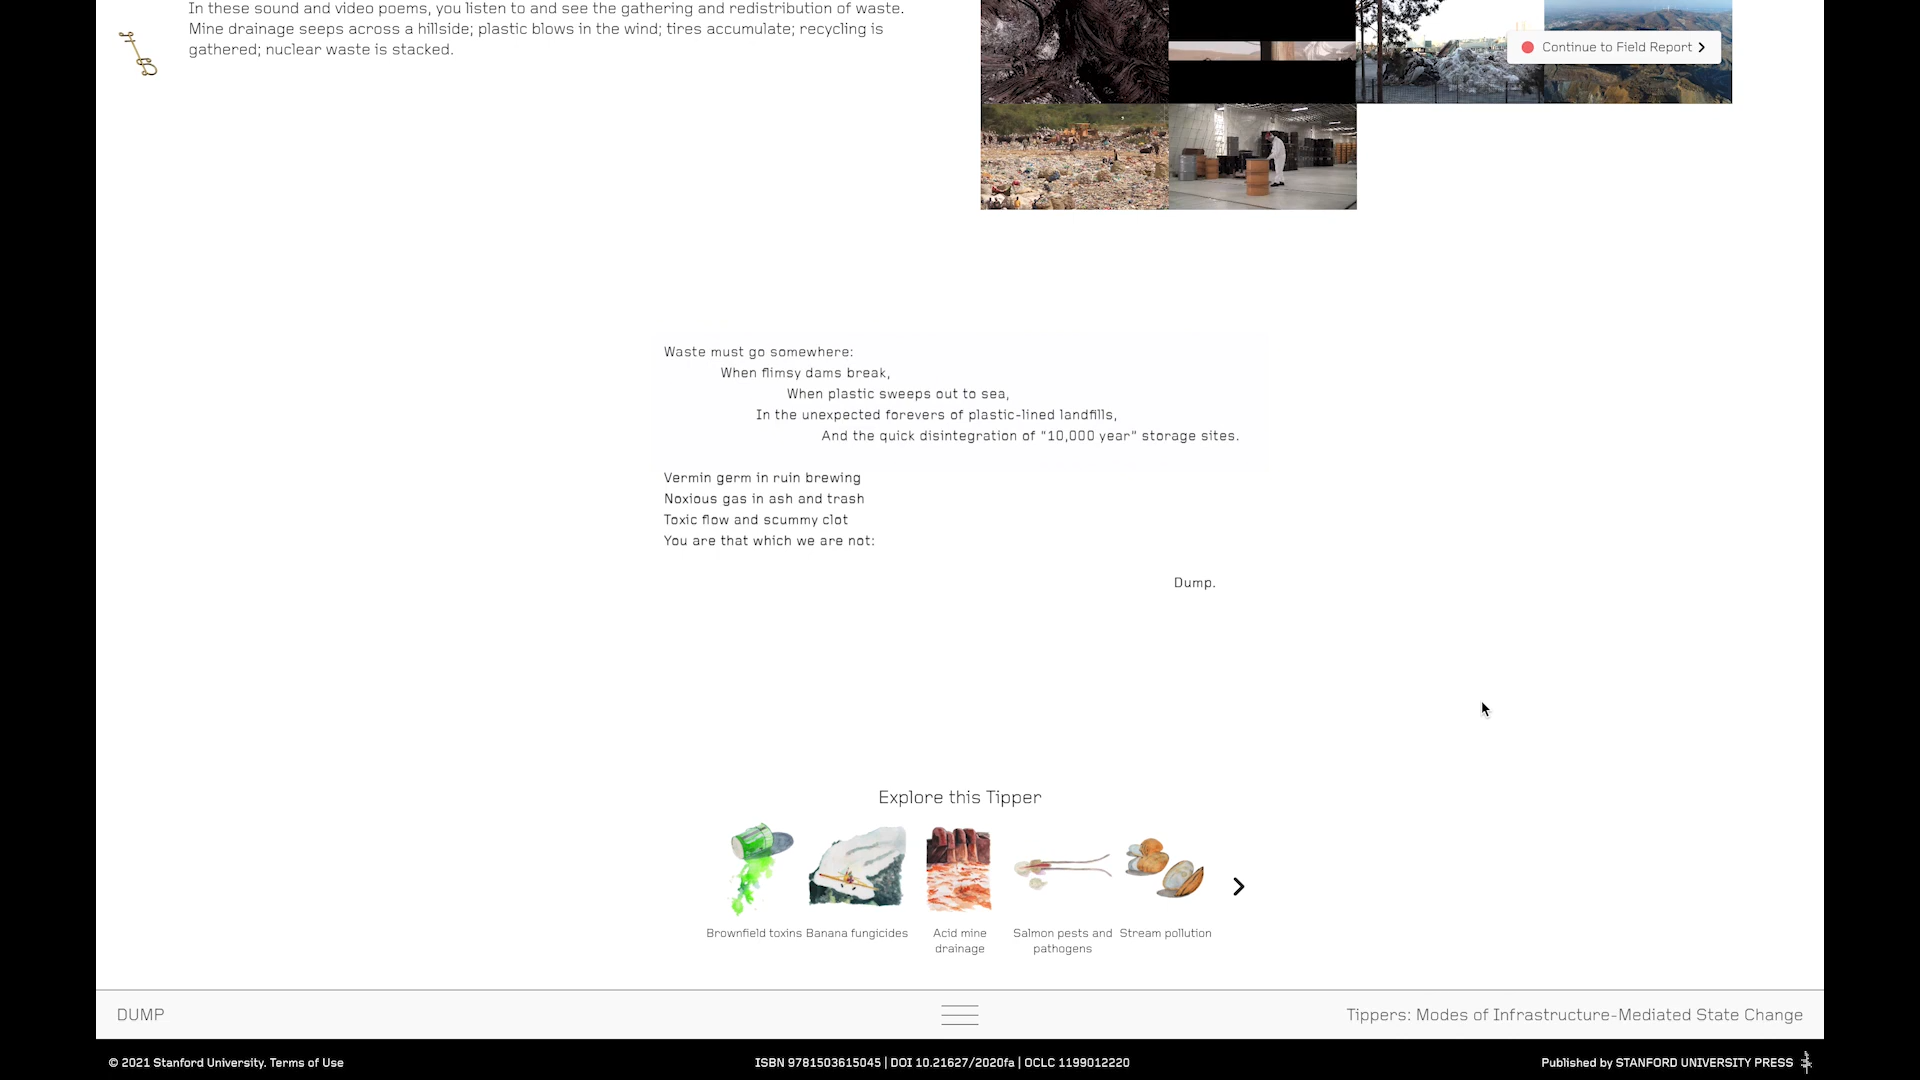 In these sound and video poems, you listen to and see the gathering and redistribution of waste.
Mine drainage seeps across a hillside; plastic blows in the wind; tires accumulate; recycling is
gathered; nuclear waste is stacked.
Continue to Field Report
Waste must go somewhere:
When flimsy dams break,
When plastic sweeps out to sea,
In the unexpected forevers of plastic-lined landfills,
And the quick disintegration of "10,000 year" storage sites.
Vermin germ in ruin brewing
Noxious gas in ash and trash
Toxic flow and scummy clot
You are that which we are not:
Dump.
Explore this Tipper
Brownfield toxins
Banana fungicides
Acid mine
drainage
Salmon pests and
pathogens
Stream pollution
DUMP
Tippers: Modes of Infrastructure-Mediated State Change
© 2021 Stanford University. Terms of Use
ISBN 9781503615045 | DOI 10.21627/2020fa | OCLC 1199012220
Published by STANFORD UNIVERSITY PRESS